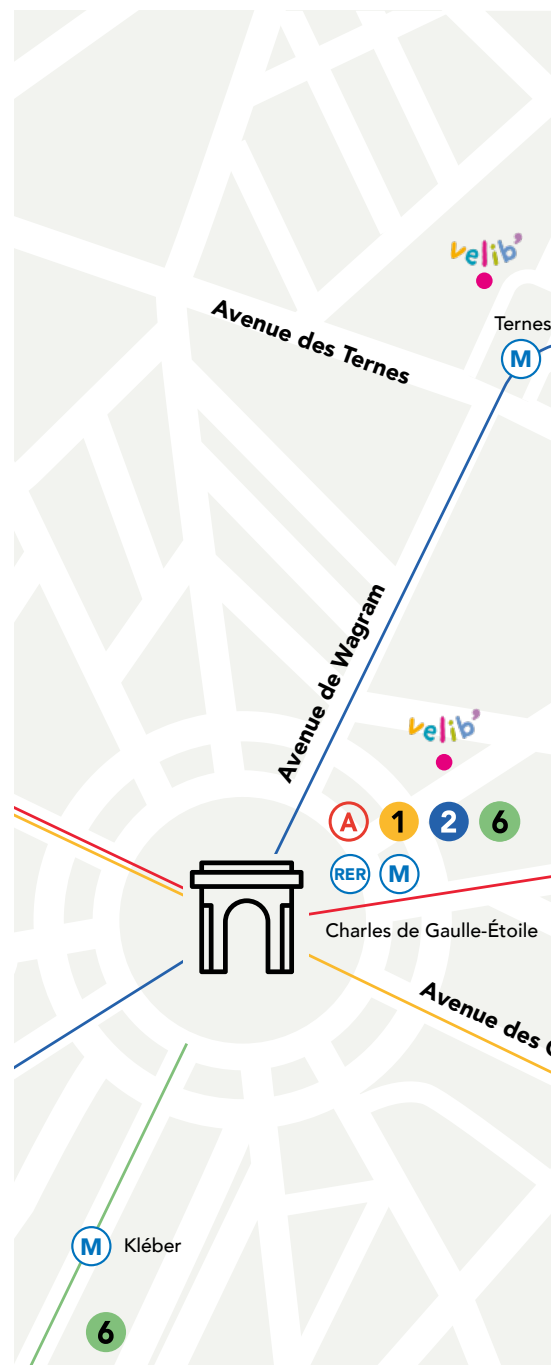 velib'
Ternes
M
Avenue des Ternes
Avenue de Wagram
velib'
A 1 2 6
RER M
Charles de Gaulle-Étoile
Avenue des
M Kléber
6